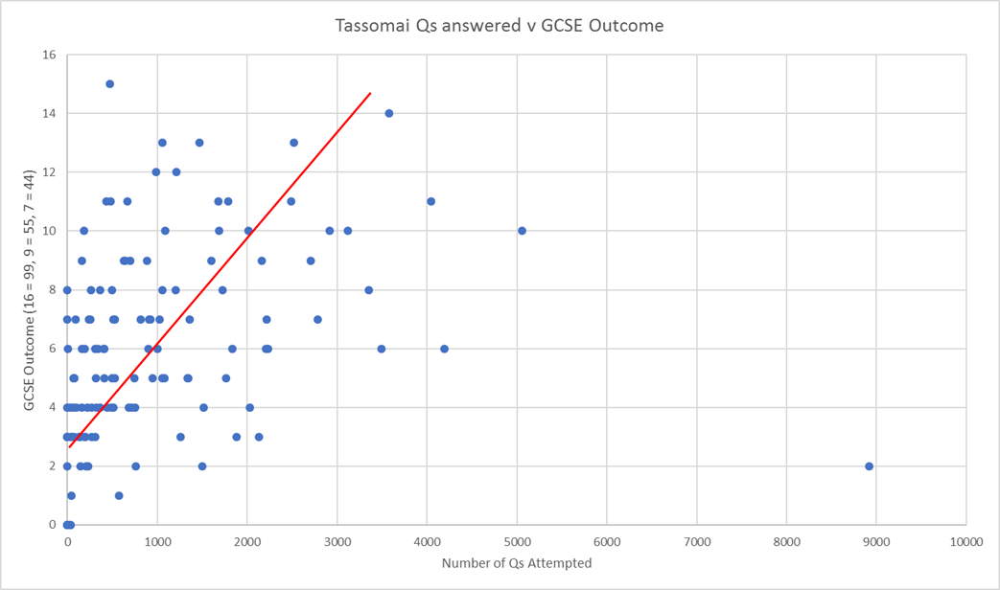 Tassomai Qs answered v GCSE Outcome
GCSE Outcome (16 = 99, 9 = 55, 7 = 44)
16
14
12
10
8
6
4
2
0
0 1000 2000 3000 4000 5000 6000 7000 8000 9000 10000
Number of Qs Attempted